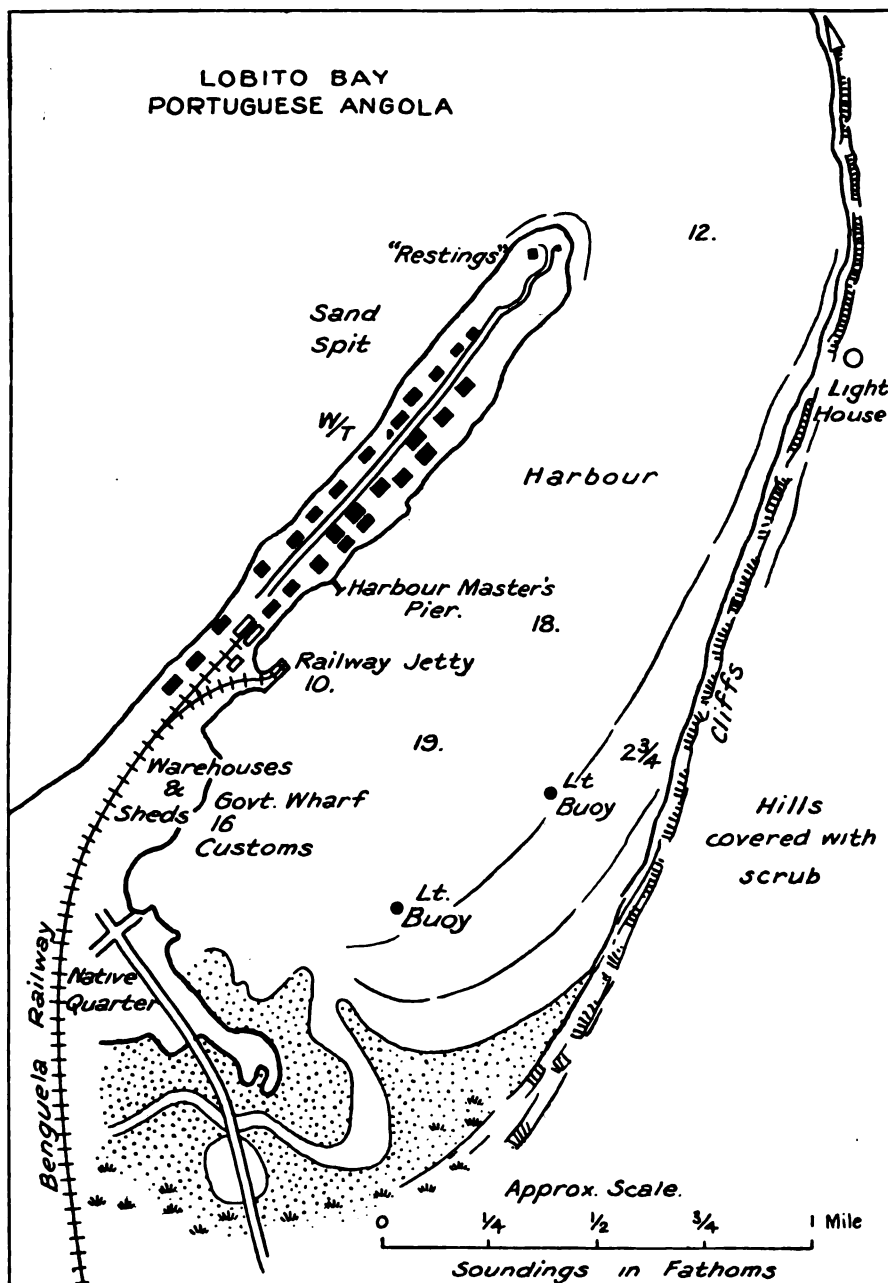 LOBITO BAY
PORTUGUESE ANGOLA
"Restings"
12.
Sand
Spit
Light
House
W/T
Harbour
Harbour Master's
Pier.
18.
Railway Jetty
10.
Cliffs
19.
2 3/4
Warehouses
&
Sheds
Govt. Wharf
16
Customs
Lt
Buoy
Hills
covered with
scrub
Lt.
Buoy
Native
Quarter
Benguela Railway
Approx. Scale.
0 1/4 1/2 3/4 1 Mile
Soundings in Fathoms